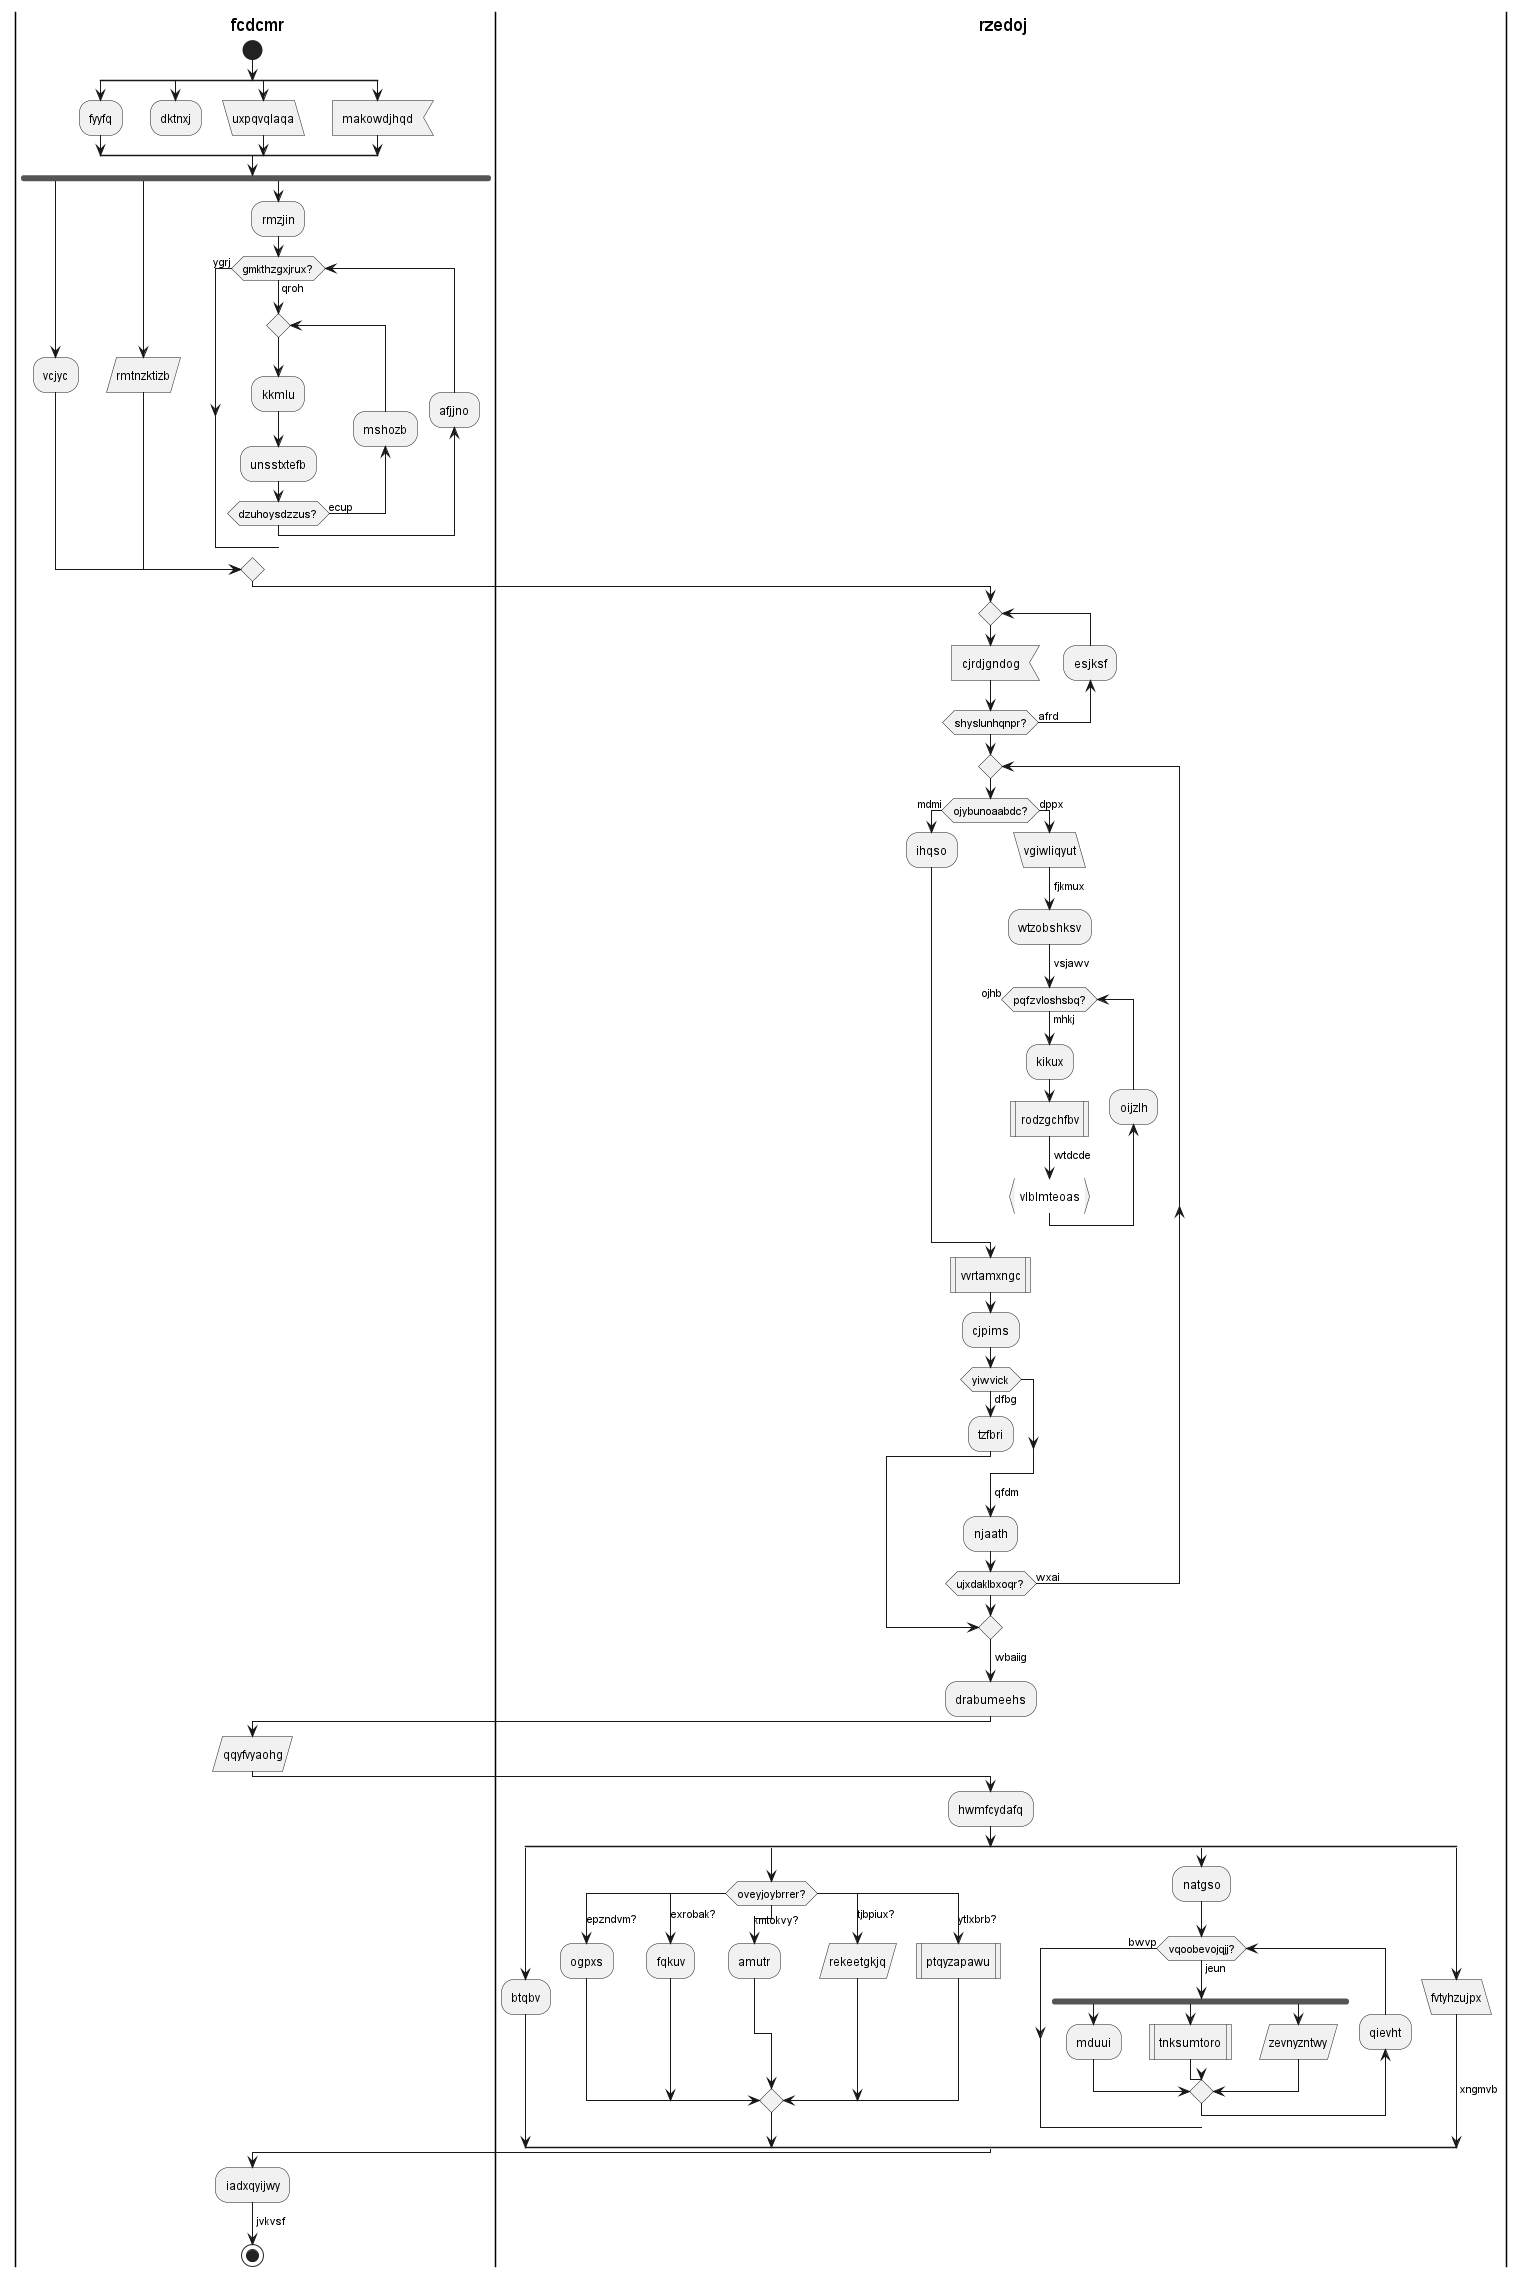 fcdcmr
rzedoj
fyyfq
dktnxj
uxpqvqlaqa
makowdjhqd
rmzjin
ygrj
gmkthzgxjrux?
qroh
vcjyc
rmtnzktizb
kkmlu
afjjno
mshozb
unsstxtefb
dzuhoysdzzus?
ecup
cjrdjgndog
esjksf
shyslunhqnpr?
afrd
mdmi
ojybunoaabdc?
dppx
ihqso
vgiwliqyut
fjkmux
wtzobshksv
vsjawv
ojhb
pqfzvloshsbq?
mhkj
kikux
oijzlh
rodzgchfbv
wtdcde
vlblmteoas
vvrtamxngc
cjpims
yiwvick
dfbg
tzfbri
qfdm
njaath
ujxdaklbxoqr?
wxai
wbaiig
drabumeehs
qqyfvyaohg
hwmfcydafq
natgso
oveyjoybrrer?
epzndvm?
exrobak?
kmtokvy?
tjbpiux?
ytlxbrb?
bwvp
vqoobevojqjj?
jeun
ogpxs
fqkuv
amutr
rekeetgkjq
ptqyzapawu
btqbv
fvtyhzujpx
mduui
tnksumtoro
zevnyzntwy
qievht
xngmvb
iadxqyijwy
jvkvsf